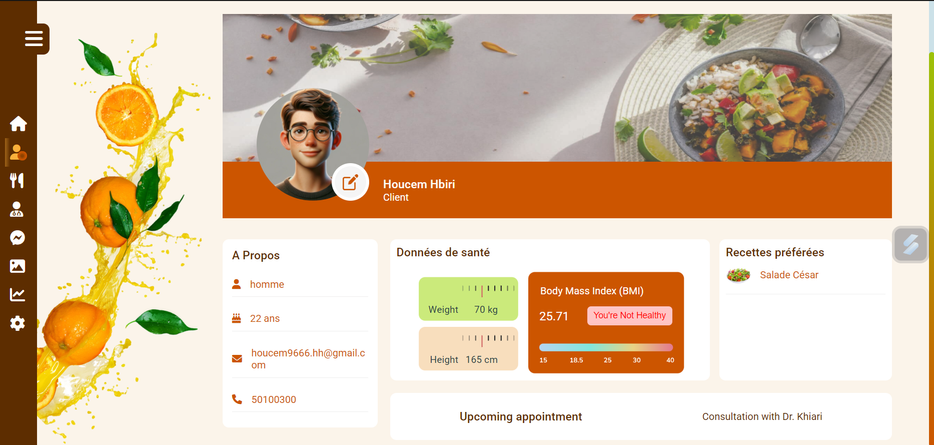 Houcem Hbiri
Client
A Propos
homme
22 ans
houcem9666.hh@gmail.c
om
50100300
Données de santé
Weight 70 kg
Height 165 cm
Body Mass Index (BMI)
25.71 You're Not Healthy
15 18.5 25 30 40
Recettes préférées
Salade César
Upcoming appointment Consultation with Dr. Khiari